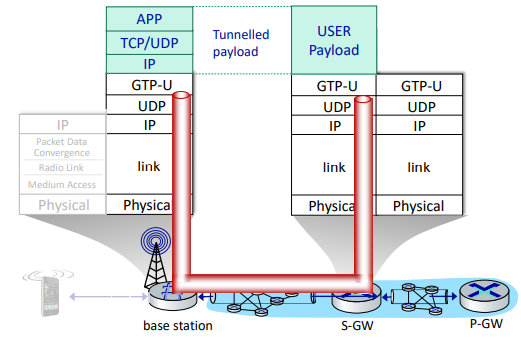 APP
TCP/UDP
IP
Tunnelled
payload
USER
Payload
GTP-U
UDP
IP
link
Physical
IP
Packet Data
Convergence
Radio Link
Medium Access
Physical
GTP-U
UDP
IP
link
Physical
GTP-U
UDP
IP
link
Physical
base station
S-GW
P-GW